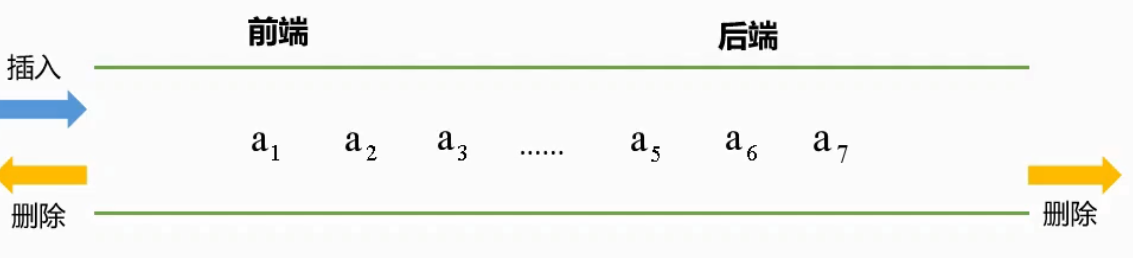 前端 后端
插入
a₁ a₂ a₃ ...... a₅ a₆ a₇
删除 删除